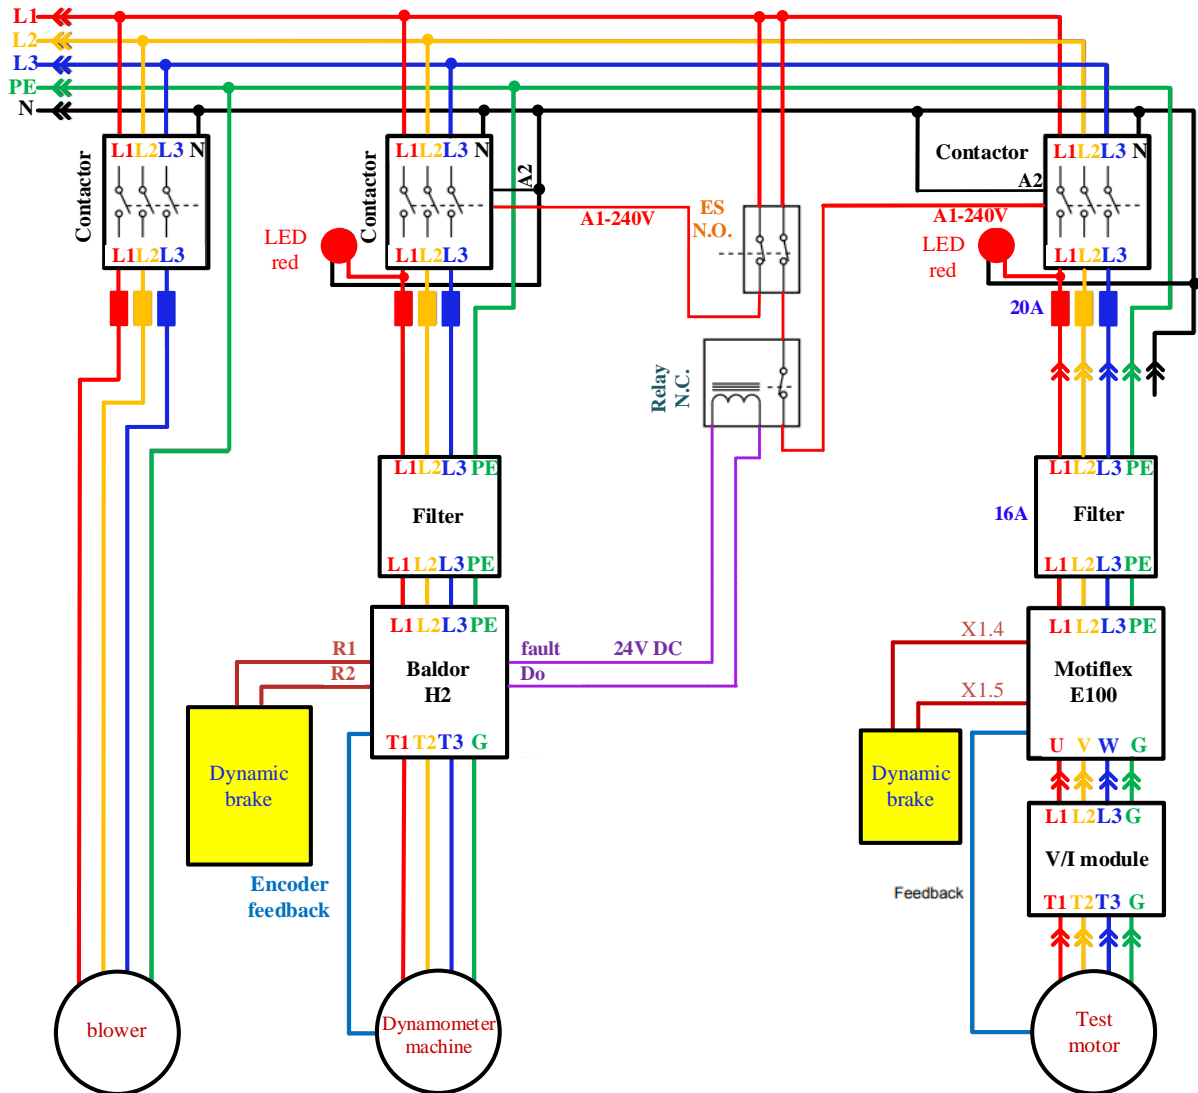 L1
L2
L3
PE
N
L1 L2 L3 N
Contactor
L1 L2 L3
L1 L2 L3 N
Contactor
A2
L1 L2 L3
LED
red
A1-240V
ES
N.O.
Contactor
L1 L2 L3 N
A2
A1-240V
LED
red
L1 L2 L3
20A
Relay
N.C.
L1 L2 L3 PE
Filter
L1 L2 L3 PE
L1 L2 L3 PE
16A
Filter
L1 L2 L3 PE
L1 L2 L3 PE
Baldor
H2
T1 T2 T3 G
R1
R2
fault
24V DC
Do
Dynamic
brake
Encoder
feedback
X1.4
X1.5
L1 L2 L3 PE
Motiflex
E100
U V W G
Dynamic
brake
L1 L2 L3 G
V/I module
T1 T2 T3 G
Feedback
blower
Dynamometer
machine
Test
motor